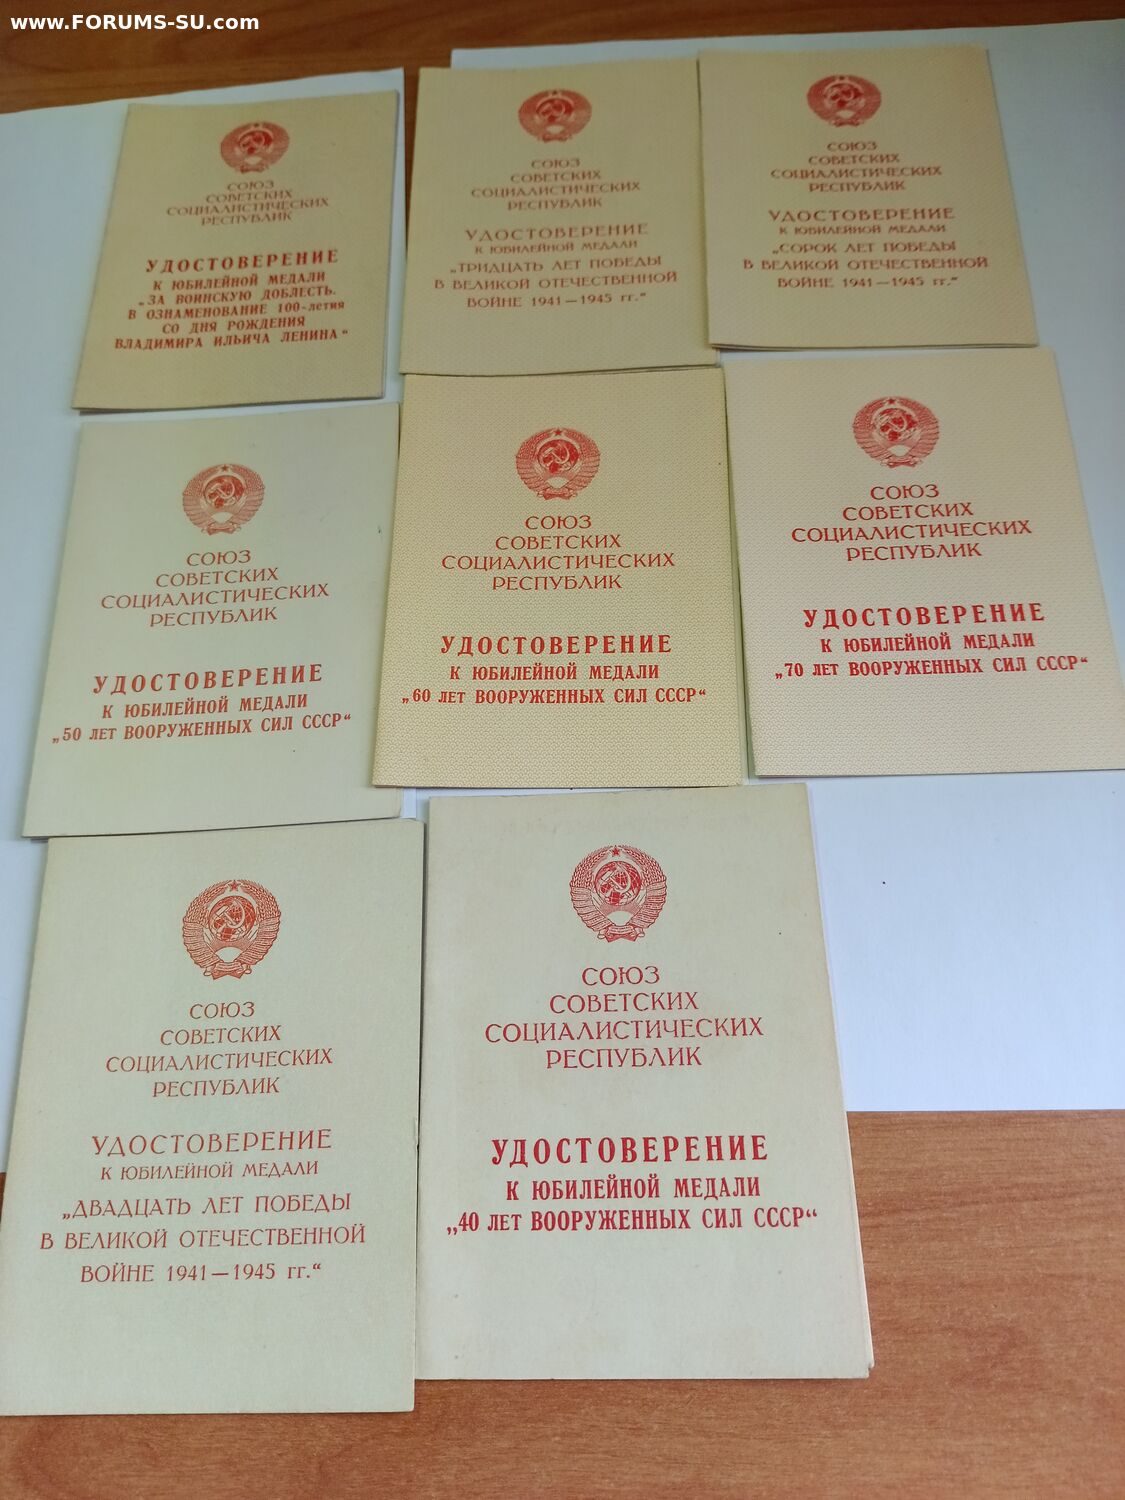 www.FORUMS-SU.com
СОЮЗ
СОВЕТСКИХ
СОЦИАЛИСТИЧЕСКИХ
РЕСПУБЛИК
УДОСТОВЕРЕНИЕ
К ЮБИЛЕЙНОЙ МЕДАЛИ
„ЗА ВОИНСКУЮ ДОБЛЕСТЬ.
В ОЗНАМЕНОВАНИЕ 100-летия
СО ДНЯ РОЖДЕНИЯ
ВЛАДИМИРА ИЛЬИЧА ЛЕНИНА“
СОЮЗ
СОВЕТСКИХ
СОЦИАЛИСТИЧЕСКИХ
РЕСПУБЛИК
УДОСТОВЕРЕНИЕ
К ЮБИЛЕЙНОЙ МЕДАЛИ
„ТРИДЦАТЬ ЛЕТ ПОБЕДЫ
В ВЕЛИКОЙ ОТЕЧЕСТВЕННОЙ
ВОЙНЕ 1941—1945 гг.“
СОЮЗ
СОВЕТСКИХ
СОЦИАЛИСТИЧЕСКИХ
РЕСПУБЛИК
УДОСТОВЕРЕНИЕ
К ЮБИЛЕЙНОЙ МЕДАЛИ
„СОРОК ЛЕТ ПОБЕДЫ
В ВЕЛИКОЙ ОТЕЧЕСТВЕННОЙ
ВОЙНЕ 1941—1945 гг.“
СОЮЗ
СОВЕТСКИХ
СОЦИАЛИСТИЧЕСКИХ
РЕСПУБЛИК
УДОСТОВЕРЕНИЕ
К ЮБИЛЕЙНОЙ МЕДАЛИ
„50 ЛЕТ ВООРУЖЕННЫХ СИЛ СССР“
СОЮЗ
СОВЕТСКИХ
СОЦИАЛИСТИЧЕСКИХ
РЕСПУБЛИК
УДОСТОВЕРЕНИЕ
К ЮБИЛЕЙНОЙ МЕДАЛИ
„60 ЛЕТ ВООРУЖЕННЫХ СИЛ СССР“
СОЮЗ
СОВЕТСКИХ
СОЦИАЛИСТИЧЕСКИХ
РЕСПУБЛИК
УДОСТОВЕРЕНИЕ
К ЮБИЛЕЙНОЙ МЕДАЛИ
„70 ЛЕТ ВООРУЖЕННЫХ СИЛ СССР“
СОЮЗ
СОВЕТСКИХ
СОЦИАЛИСТИЧЕСКИХ
РЕСПУБЛИК
УДОСТОВЕРЕНИЕ
К ЮБИЛЕЙНОЙ МЕДАЛИ
„ДВАДЦАТЬ ЛЕТ ПОБЕДЫ
В ВЕЛИКОЙ ОТЕЧЕСТВЕННОЙ
ВОЙНЕ 1941—1945 гг.“
СОЮЗ
СОВЕТСКИХ
СОЦИАЛИСТИЧЕСКИХ
РЕСПУБЛИК
УДОСТОВЕРЕНИЕ
К ЮБИЛЕЙНОЙ МЕДАЛИ
„40 ЛЕТ ВООРУЖЕННЫХ СИЛ СССР“